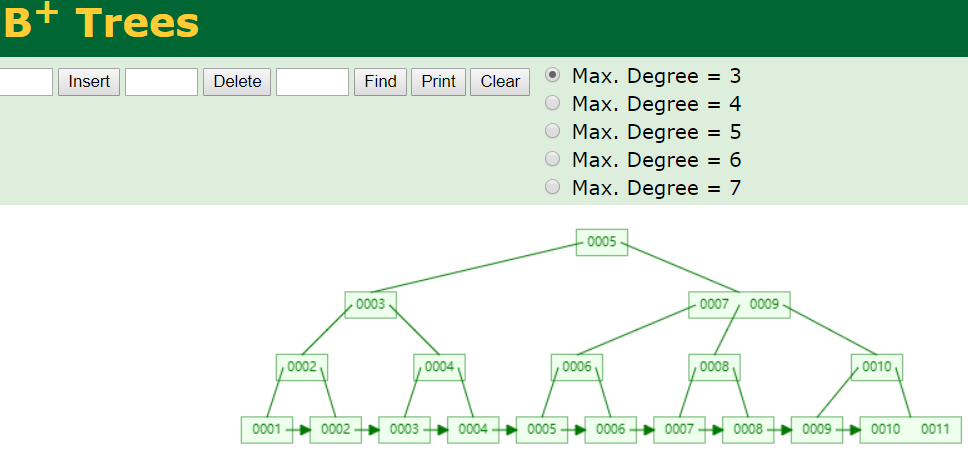 B+ Trees
Insert Delete Find Print Clear
Max. Degree = 3
Max. Degree = 4
Max. Degree = 5
Max. Degree = 6
Max. Degree = 7
0005
0003 0007 0009
0002 0004 0006 0008 0010
0001 0002 0003 0004 0005 0006 0007 0008 0009 0010 0011